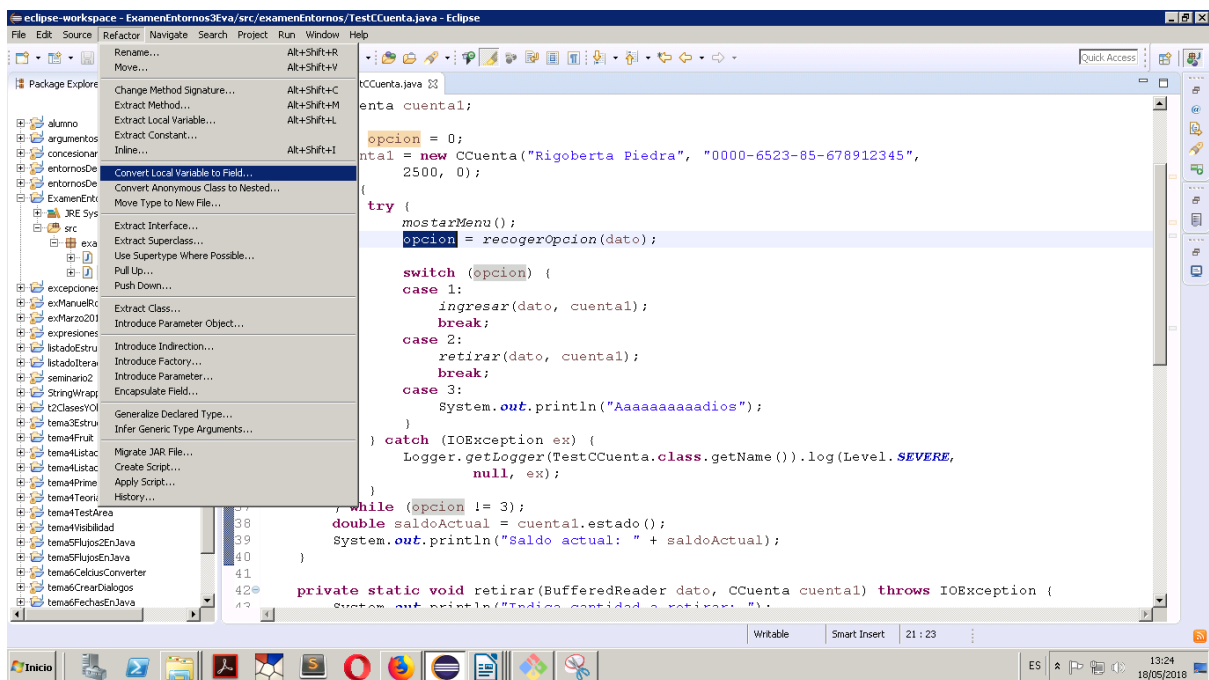 eclipse-workspace - ExamenEntornos3Eva/src/examenEntornos/TestCCuenta.java - Eclipse
File Edit Source Refactor Navigate Search Project Run Window Help
Quick Access
Rename... Alt+Shift+R
Move... Alt+Shift+V
Change Method Signature... Alt+Shift+C
Extract Method... Alt+Shift+M
Extract Local Variable... Alt+Shift+L
Extract Constant...
Inline... Alt+Shift+I
Convert Local Variable to Field...
Convert Anonymous Class to Nested...
Move Type to New File...
Extract Interface...
Extract Superclass...
Use Supertype Where Possible...
Pull Up...
Push Down...
Extract Class...
Introduce Parameter Object...
Introduce Indirection...
Introduce Factory...
Introduce Parameter...
Encapsulate Field...
Generalize Declared Type...
Infer Generic Type Arguments...
Migrate JAR File...
Create Script...
Apply Script...
History...
Package Explore
alumno
argumentos
concesionar
entornosDe
entornosDe
ExamenEnto
JRE Sys
src
exa
excepciones
exManuelRo
exMarzo201
expresiones
listadoEstru
listadoItera
seminario2
StringWrapp
t2ClasesYOl
tema3Estru
tema4Fruit
tema4Listac
tema4Listac
tema4Prime
tema4Teoria
tema4TestArea
tema4Visibilidad
tema5Flujos2EnJava
tema5FlujosEnJava
tema6CelciusConverter
tema6CrearDialogos
tema6FechasEnJava
tCCuenta.java
enta cuenta1;
opcion = 0;
nta1 = new CCuenta("Rigoberta Piedra", "0000-6523-85-678912345",
2500, 0);
{
try {
mostarMenu();
opcion = recogerOpcion(dato);
switch (opcion) {
case 1:
ingresar(dato, cuenta1);
break;
case 2:
retirar(dato, cuenta1);
break;
case 3:
System.out.println("Aaaaaaaaaadios");
}
} catch (IOException ex) {
Logger.getLogger(TestCCuenta.class.getName()).log(Level.SEVERE,
null, ex);
}
37 } while (opcion != 3);
38 double saldoActual = cuenta1.estado();
39 System.out.println("Saldo actual: " + saldoActual);
40 }
41
42 private static void retirar(BufferedReader dato, CCuenta cuenta1) throws IOException {
43 System.out.println("Indica cantidad a retirar: ");
Writable Smart Insert 21 : 23
Inicio
ES 13:24
18/05/2018